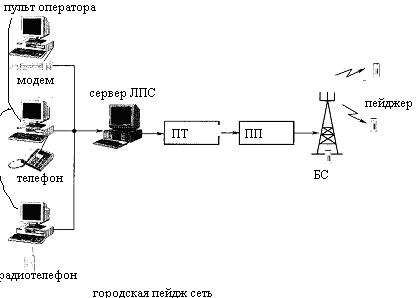 пульт оператора
модем
сервер ЛПС
пейджер
ПТ
ПП
телефон
БС
радиотелефон
городская пейдж сеть